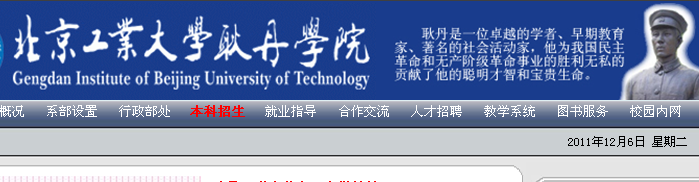 北京工業大學耿丹學院
Gengdan Institute of Beijing University of Technology
耿丹是一位卓越的学者、早期教育
家、著名的社会活动家，他为我国民主
革命和无产阶级革命事业的胜利无私的
贡献了他的聪明才智和宝贵生命。
概况 系部设置 行政部处 本科招生 就业指导 合作交流 人才招聘 教学系统 图书服务 校园内网
2011年12月6日 星期二